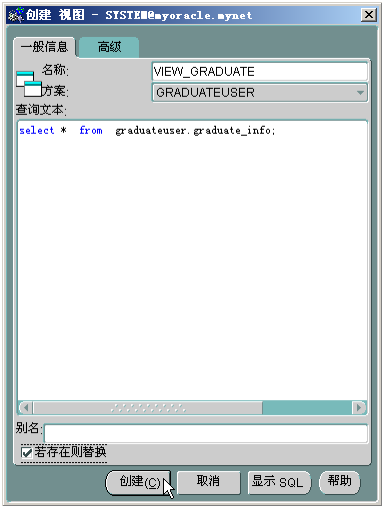 创建 视图 - SYSTEM@myoracle.mynet
一般信息 高级
名称: VIEW_GRADUATE
方案: GRADUATEUSER
查询文本:
select * from graduateuser.graduate_info;
别名:
若存在则替换
创建(C) 取消 显示 SQL 帮助